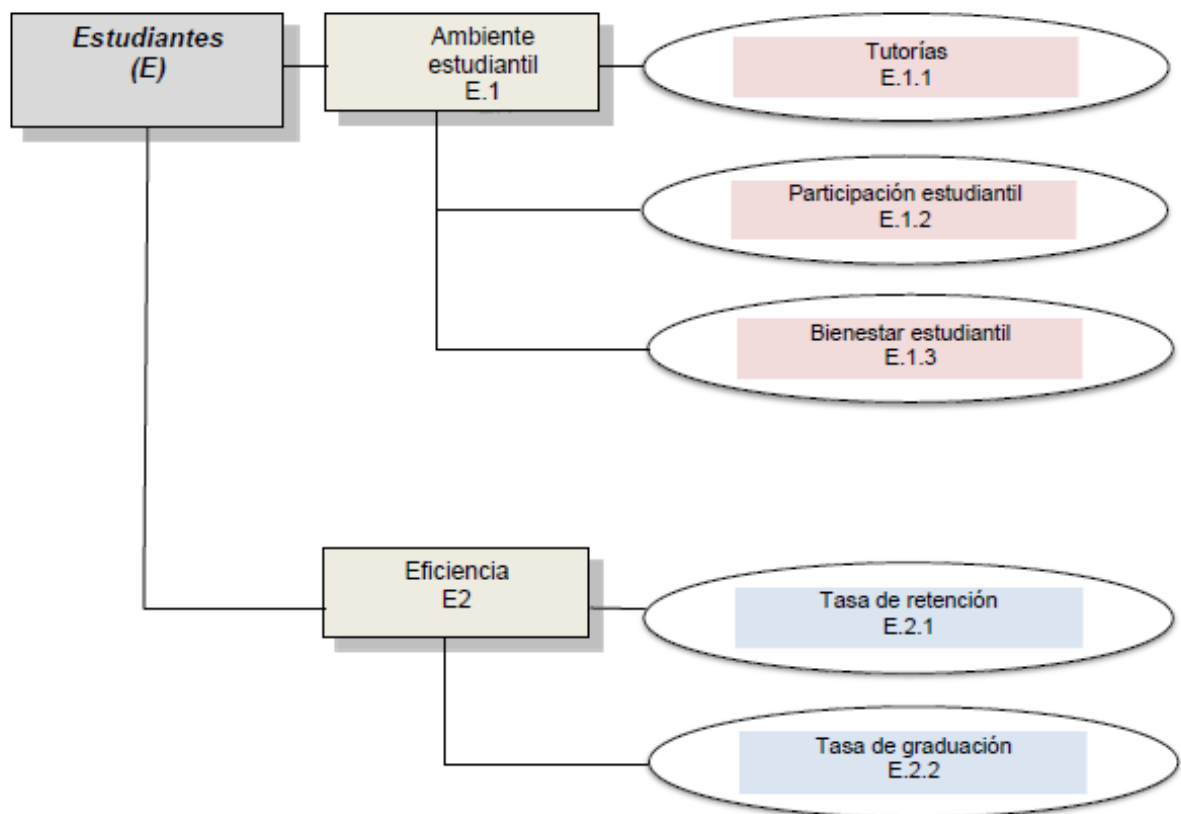 Estudiantes
(E)
Ambiente
estudiantil
E.1
Tutorías
E.1.1
Participación estudiantil
E.1.2
Bienestar estudiantil
E.1.3
Eficiencia
E2
Tasa de retención
E.2.1
Tasa de graduación
E.2.2